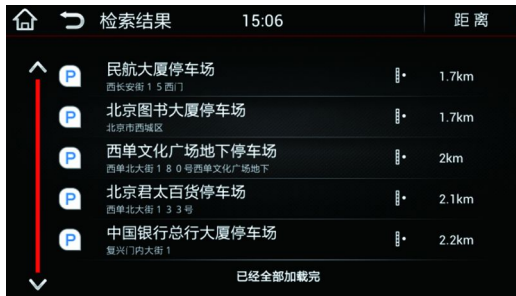 检索结果 15:06 距离
P 民航大厦停车场 1.7km
西长安街15西门
P 北京图书大厦停车场 1.7km
北京市西城区
P 西单文化广场地下停车场 2km
西单北大街180号西单文化广场地下
P 北京君太百货停车场 2.1km
西单北大街133号
P 中国银行总行大厦停车场 2.2km
复兴门内大街1
已经全部加载完